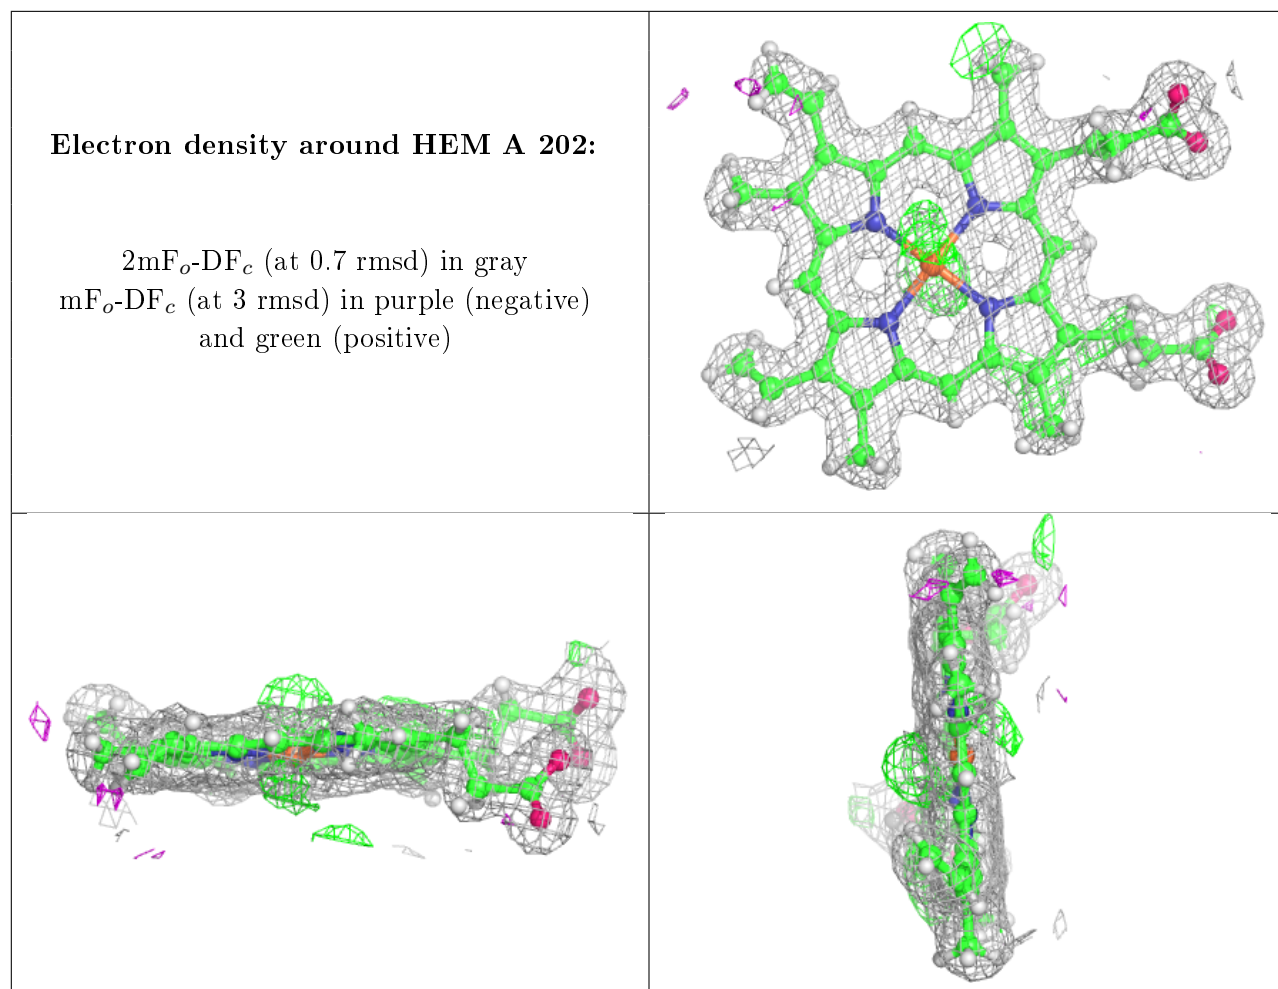 Electron density around HEM A 202:
2mFₒ-DF𝒸 (at 0.7 rmsd) in gray
mFₒ-DF𝒸 (at 3 rmsd) in purple (negative)
and green (positive)